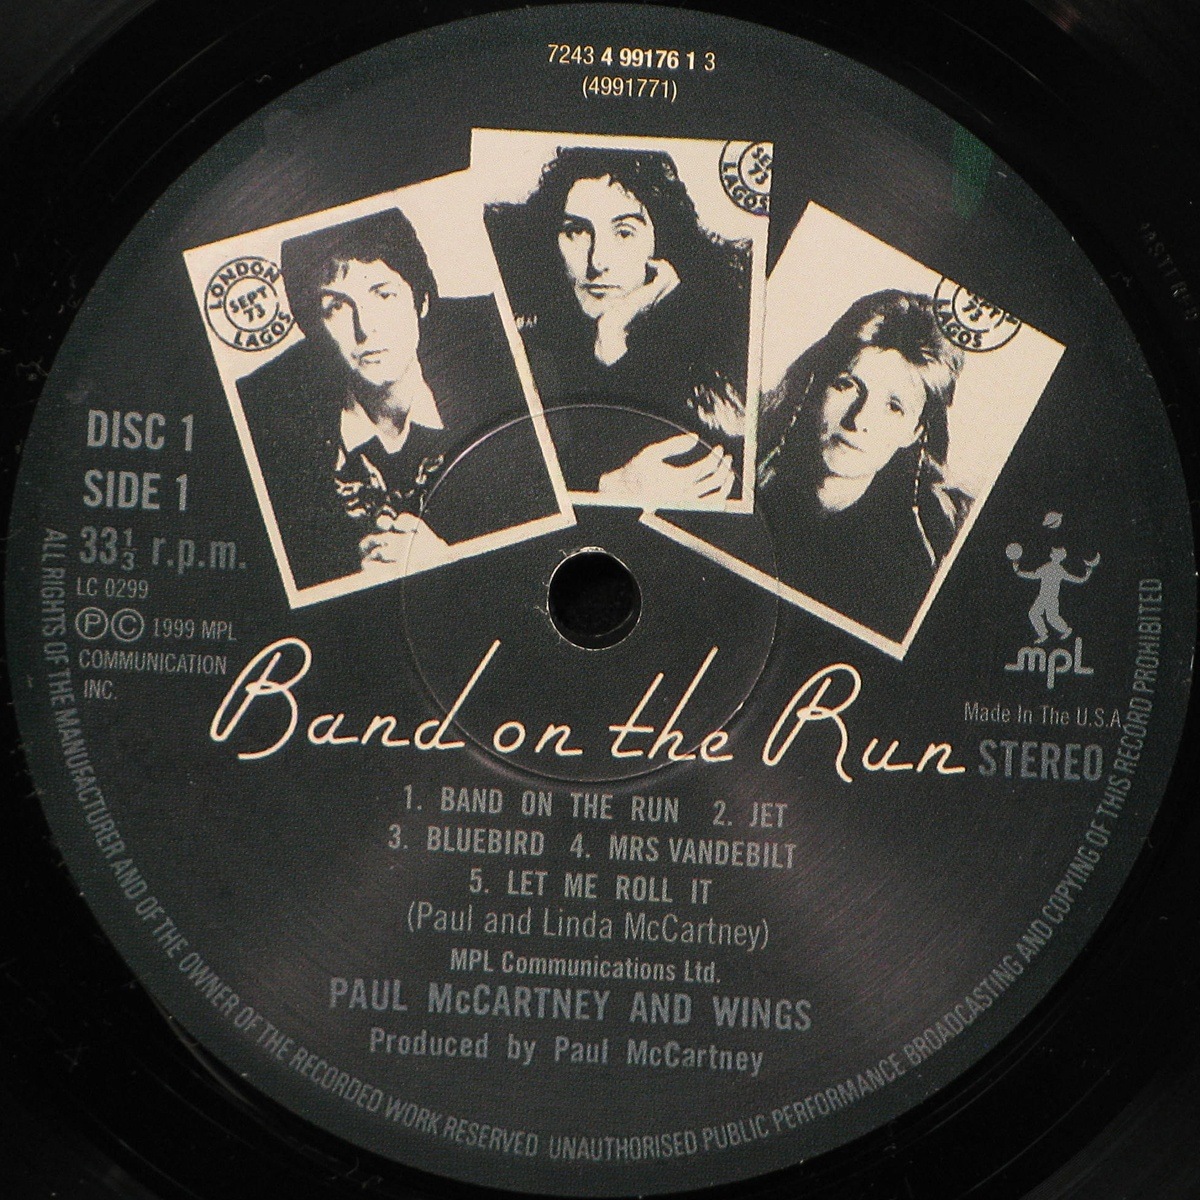 7243 4 99176 1 3
(4991771)
LONDON
SEPT
73
LAGOS
SE
73
LAGOS
73
LAGOS
DISC 1
SIDE 1
33⅓ r.p.m.
LC 0299
Ⓟ© 1999 MPL
COMMUNICATION
INC.
mpl
Made In The U.S.A
STEREO
Band on the Run
1. BAND ON THE RUN 2. JET
3. BLUEBIRD 4. MRS VANDEBILT
5. LET ME ROLL IT
(Paul and Linda McCartney)
MPL Communications Ltd.
PAUL McCARTNEY AND WINGS
Produced by Paul McCartney
ALL RIGHTS OF THE MANUFACTURER AND OF THE OWNER OF THE RECORDED WORK RESERVED UNAUTHORISED PUBLIC PERFORMANCE BROADCASTING AND COPYING OF THIS RECORD PROHIBITED